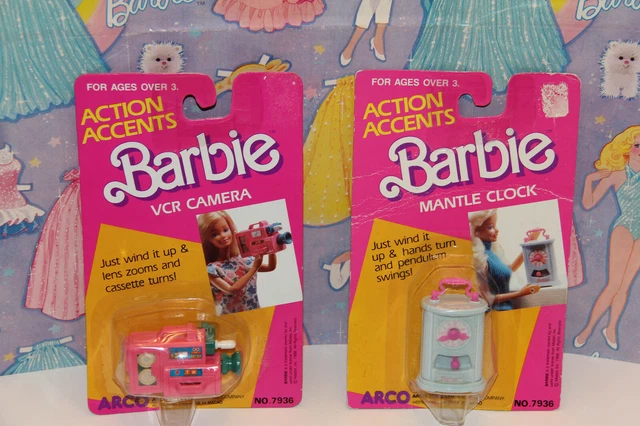 Barbie™
Barbie
FOR AGES OVER 3.
ACTION
ACCENTS
Barbie
VCR CAMERA
Just wind it up &
lens zooms and
cassette turns!
ARCO
NO.7936
FOR AGES OVER 3.
ACTION
ACCENTS
Barbie
MANTLE CLOCK
Just wind it
up & hands turn
and pendulum
swings!
ARCO
COMPANY
NO.7936